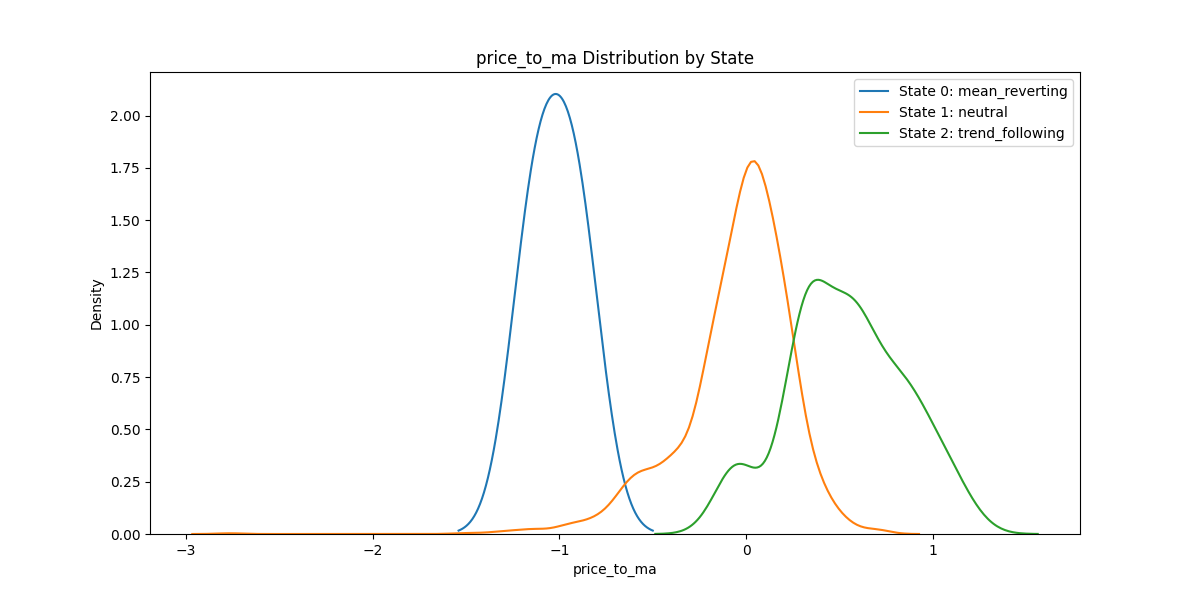 price_to_ma Distribution by State
State 0: mean_reverting
State 1: neutral
State 2: trend_following
Density
2.00
1.75
1.50
1.25
1.00
0.75
0.50
0.25
0.00
−3
−2
−1
0
1
price_to_ma